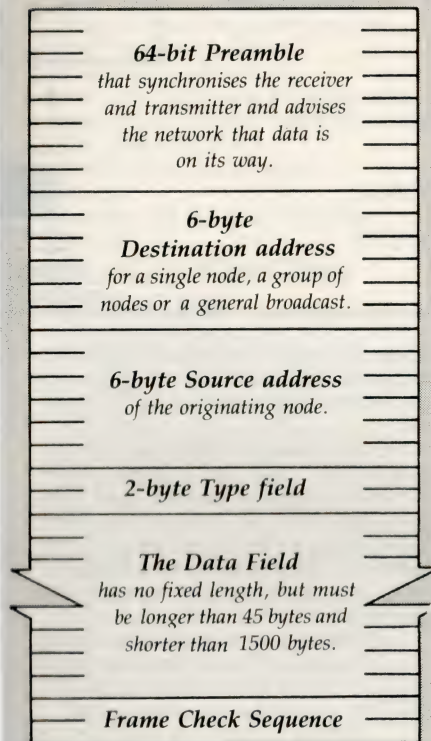 64-bit Preamble
that synchronises the receiver
and transmitter and advises
the network that data is
on its way.
6-byte
Destination address
for a single node, a group of
nodes or a general broadcast.
6-byte Source address
of the originating node.
2-byte Type field
The Data Field
has no fixed length, but must
be longer than 45 bytes and
shorter than 1500 bytes.
Frame Check Sequence